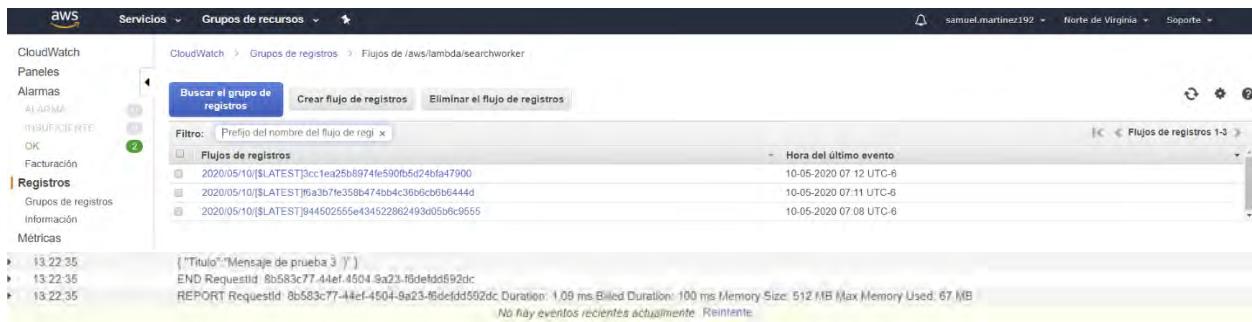 aws Servicios Grupos de recursos samuel.martinez192 Norte de Virginia Soporte
CloudWatch
Paneles
Alarmas
ALARMA
INSUFICIENTE
OK 2
Facturación
Registros
Grupos de registros
Información
Métricas
CloudWatch > Grupos de registros > Flujos de /aws/lambda/searchworker
Buscar el grupo de registros Crear flujo de registros Eliminar el flujo de registros
Filtro: Prefijo del nombre del flujo de regi x Flujos de registros 1-3
Flujos de registros Hora del último evento
2020/05/10/[$LATEST]3cc1ea25b8974fe590fb5d24bfa47900 10-05-2020 07:12 UTC-6
2020/05/10/[$LATEST]f6a3b7fe358b474bb4c36b6cb6b6444d 10-05-2020 07:11 UTC-6
2020/05/10/[$LATEST]944502555e434522862493d05b6c9555 10-05-2020 07:08 UTC-6
13:22:35 { "Titulo":"Mensaje de prueba 3 :)" }
13:22:35 END RequestId: 8b583c77-44ef-4504-9a23-f6defdd592dc
13:22:35 REPORT RequestId: 8b583c77-44ef-4504-9a23-f6defdd592dc Duration: 1.09 ms Billed Duration: 100 ms Memory Size: 512 MB Max Memory Used: 67 MB
No hay eventos recientes actualmente Reintente.